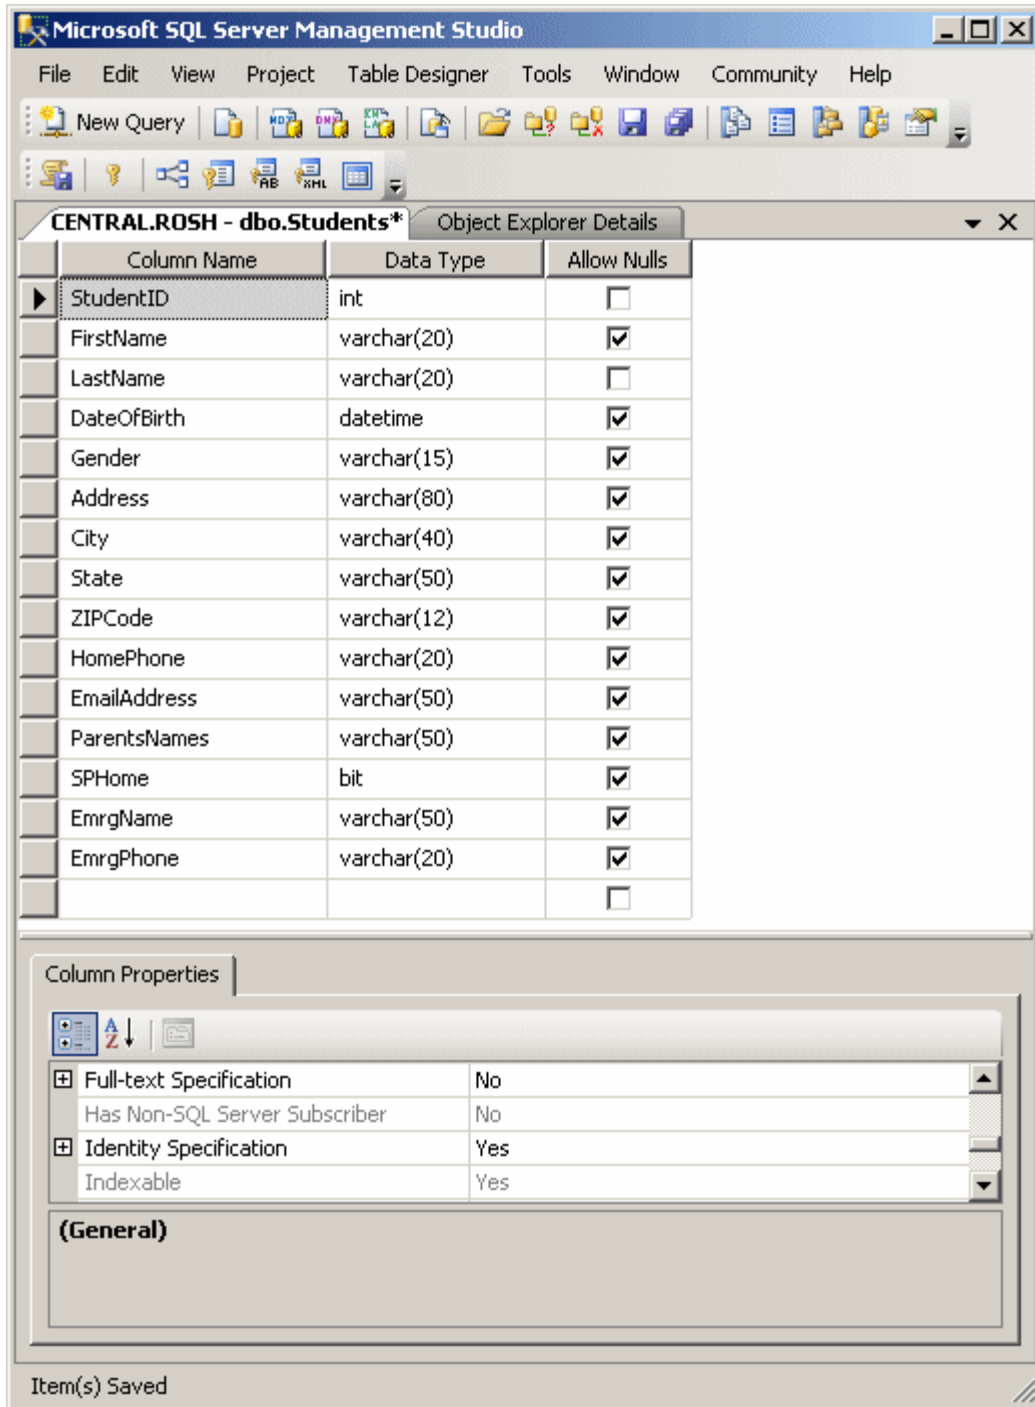 Microsoft SQL Server Management Studio
File Edit View Project Table Designer Tools Window Community Help
New Query
CENTRAL.ROSH - dbo.Students* Object Explorer Details
Column Name Data Type Allow Nulls
StudentID int
FirstName varchar(20)
LastName varchar(20)
DateOfBirth datetime
Gender varchar(15)
Address varchar(80)
City varchar(40)
State varchar(50)
ZIPCode varchar(12)
HomePhone varchar(20)
EmailAddress varchar(50)
ParentsNames varchar(50)
SPHome bit
EmrgName varchar(50)
EmrgPhone varchar(20)
Column Properties
Full-text Specification No
Has Non-SQL Server Subscriber No
Identity Specification Yes
Indexable Yes
(General)
Item(s) Saved